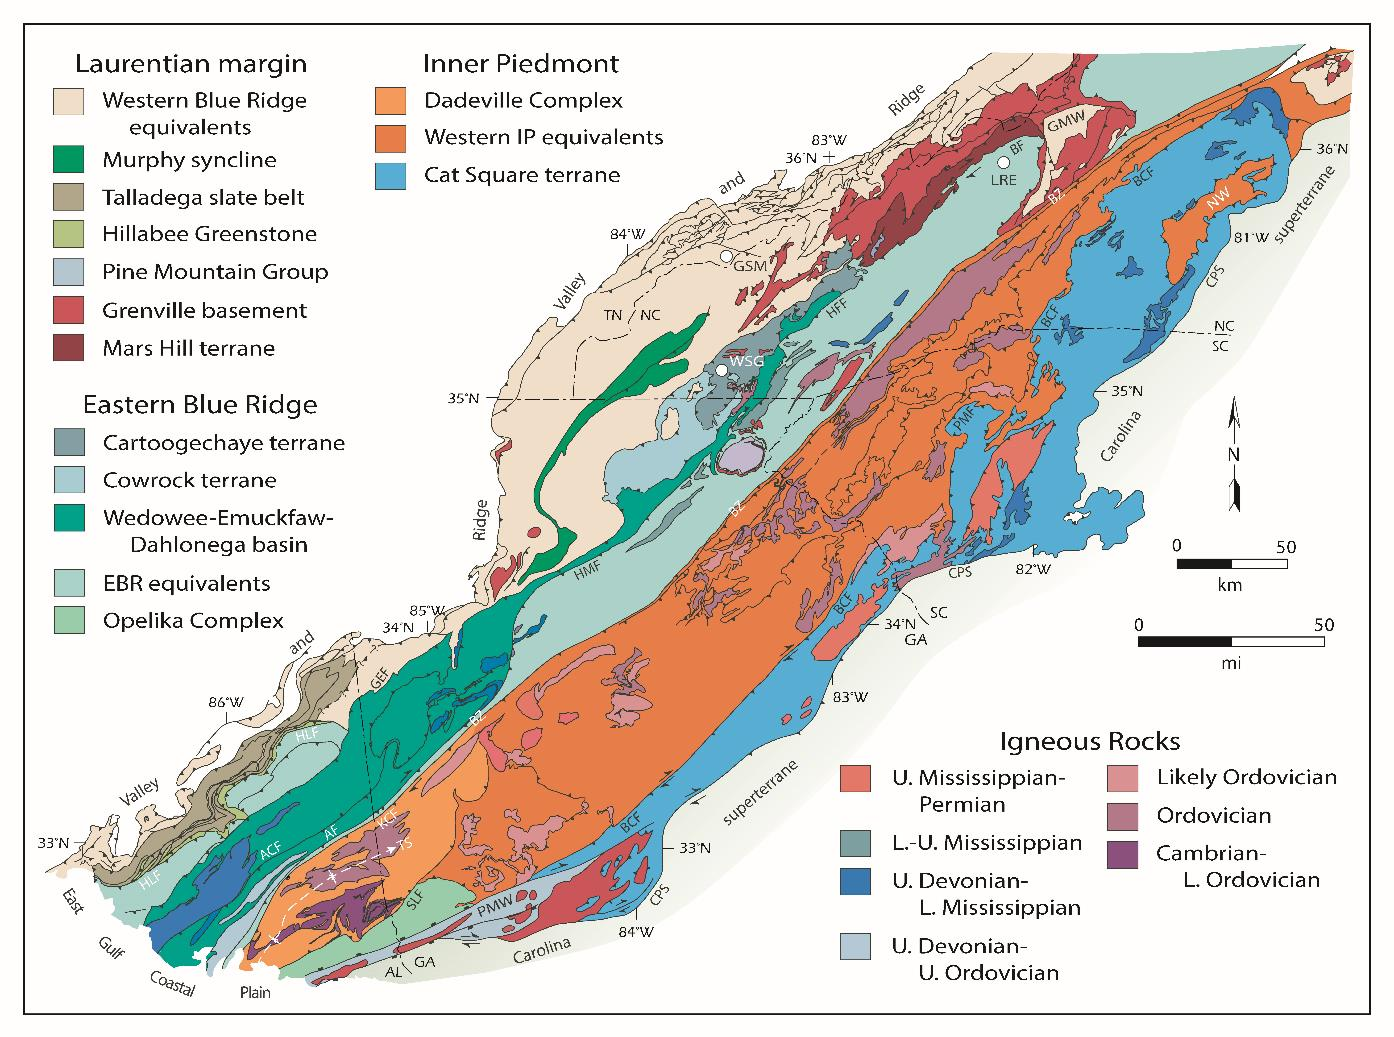 Laurentian margin
Western Blue Ridge
equivalents
Murphy syncline
Talladega slate belt
Hillabee Greenstone
Pine Mountain Group
Grenville basement
Mars Hill terrane
Eastern Blue Ridge
Cartoogechaye terrane
Cowrock terrane
Wedowee-Emuckfaw-
Dahlonega basin
EBR equivalents
Opelika Complex
Inner Piedmont
Dadeville Complex
Western IP equivalents
Cat Square terrane
Ridge
83°W
36°N
and
84°W
Valley
GSM
TN / NC
GMW
BF
LRE
BZ
BCF
36°N
NW
81°W
superterrane
CPS
HFF
WSG
BCF
NC
SC
35°N
35°N
PMF
Carolina
N
Ridge
BZ
0 50
km
HMF
CPS
82°W
BCF
SC
34°N
GA
0 50
mi
85°W
34°N
and
GEF
86°W
HLF
BZ
83°W
Valley
superterrane
33°N
ACF
AF
KCF
TS
BCF
33°N
HLF
East
SLF
PMW
CPS
84°W
Gulf
Carolina
Coastal
AL GA
Plain
Igneous Rocks
U. Mississippian-
Permian
L.-U. Mississippian
U. Devonian-
L. Mississippian
U. Devonian-
U. Ordovician
Likely Ordovician
Ordovician
Cambrian-
L. Ordovician